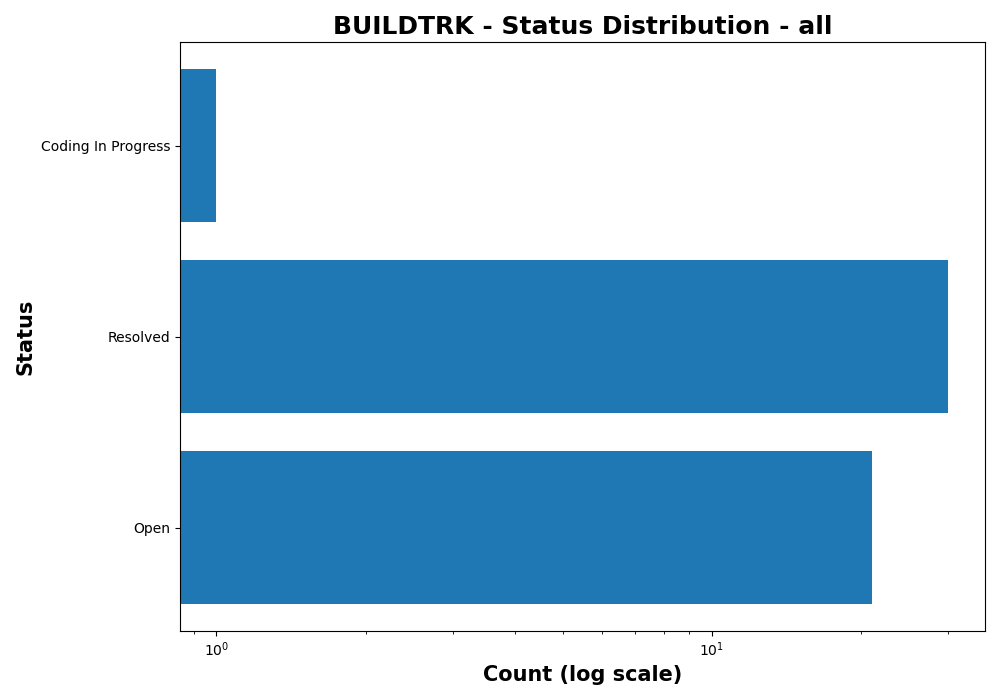 BUILDTRK - Status Distribution - all
Coding In Progress
Resolved
Open
Status
10⁰
10¹
Count (log scale)